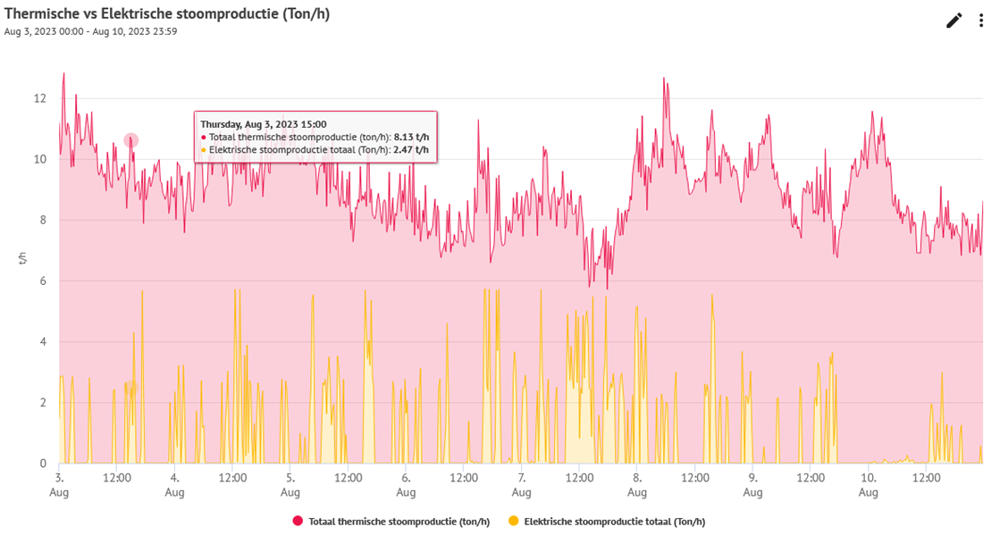 Thermische vs Elektrische stoomproductie (Ton/h)
Aug 3, 2023 00:00 - Aug 10, 2023 23:59
12
10
8
6
4
2
0
t/h
Thursday, Aug 3, 2023 15:00
Totaal thermische stoomproductie (ton/h): 8.13 t/h
Elektrische stoomproductie totaal (Ton/h): 2.47 t/h
3. 12:00 4. 12:00 5. 12:00 6. 12:00 7. 12:00 8. 12:00 9. 12:00 10. 12:00
Aug Aug Aug Aug Aug Aug Aug Aug
Totaal thermische stoomproductie (ton/h) Elektrische stoomproductie totaal (Ton/h)